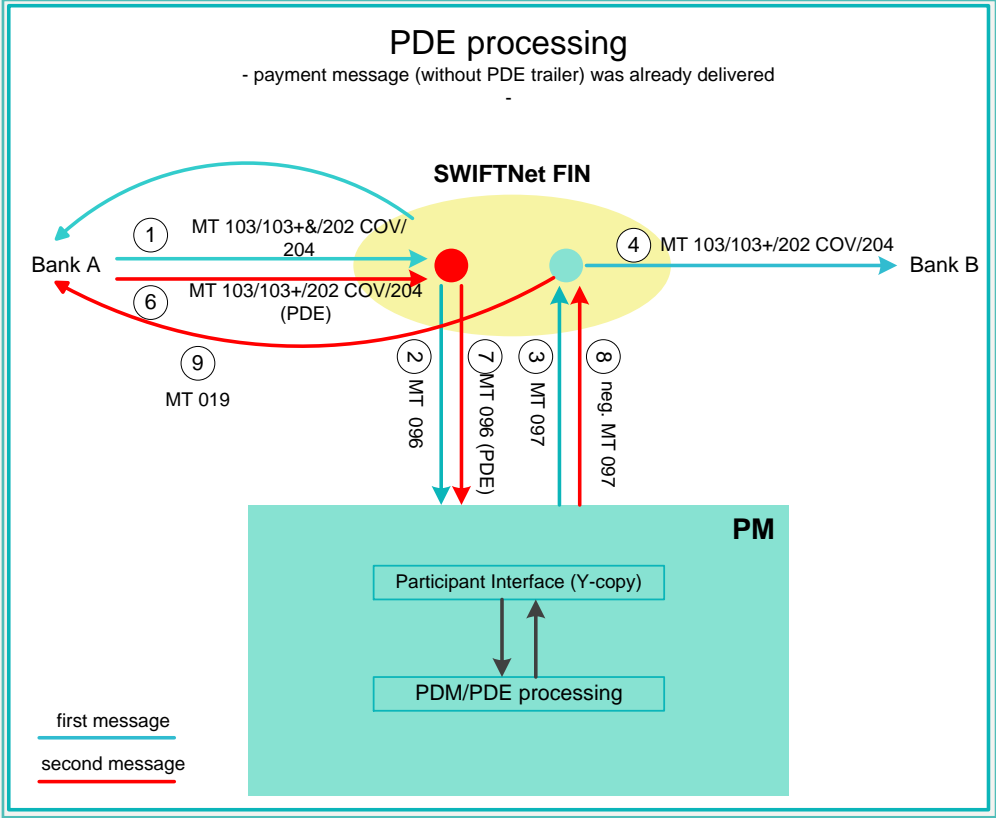 PDE processing
- payment message (without PDE trailer) was already delivered
-
SWIFTNet FIN
1
MT 103/103+&/202 COV/
204
4
MT 103/103+/202 COV/204
Bank A
Bank B
6
MT 103/103+/202 COV/204
(PDE)
9
MT 019
2
MT 096
7
MT 096 (PDE)
3
MT 097
8
neg. MT 097
PM
Participant Interface (Y-copy)
PDM/PDE processing
first message
second message